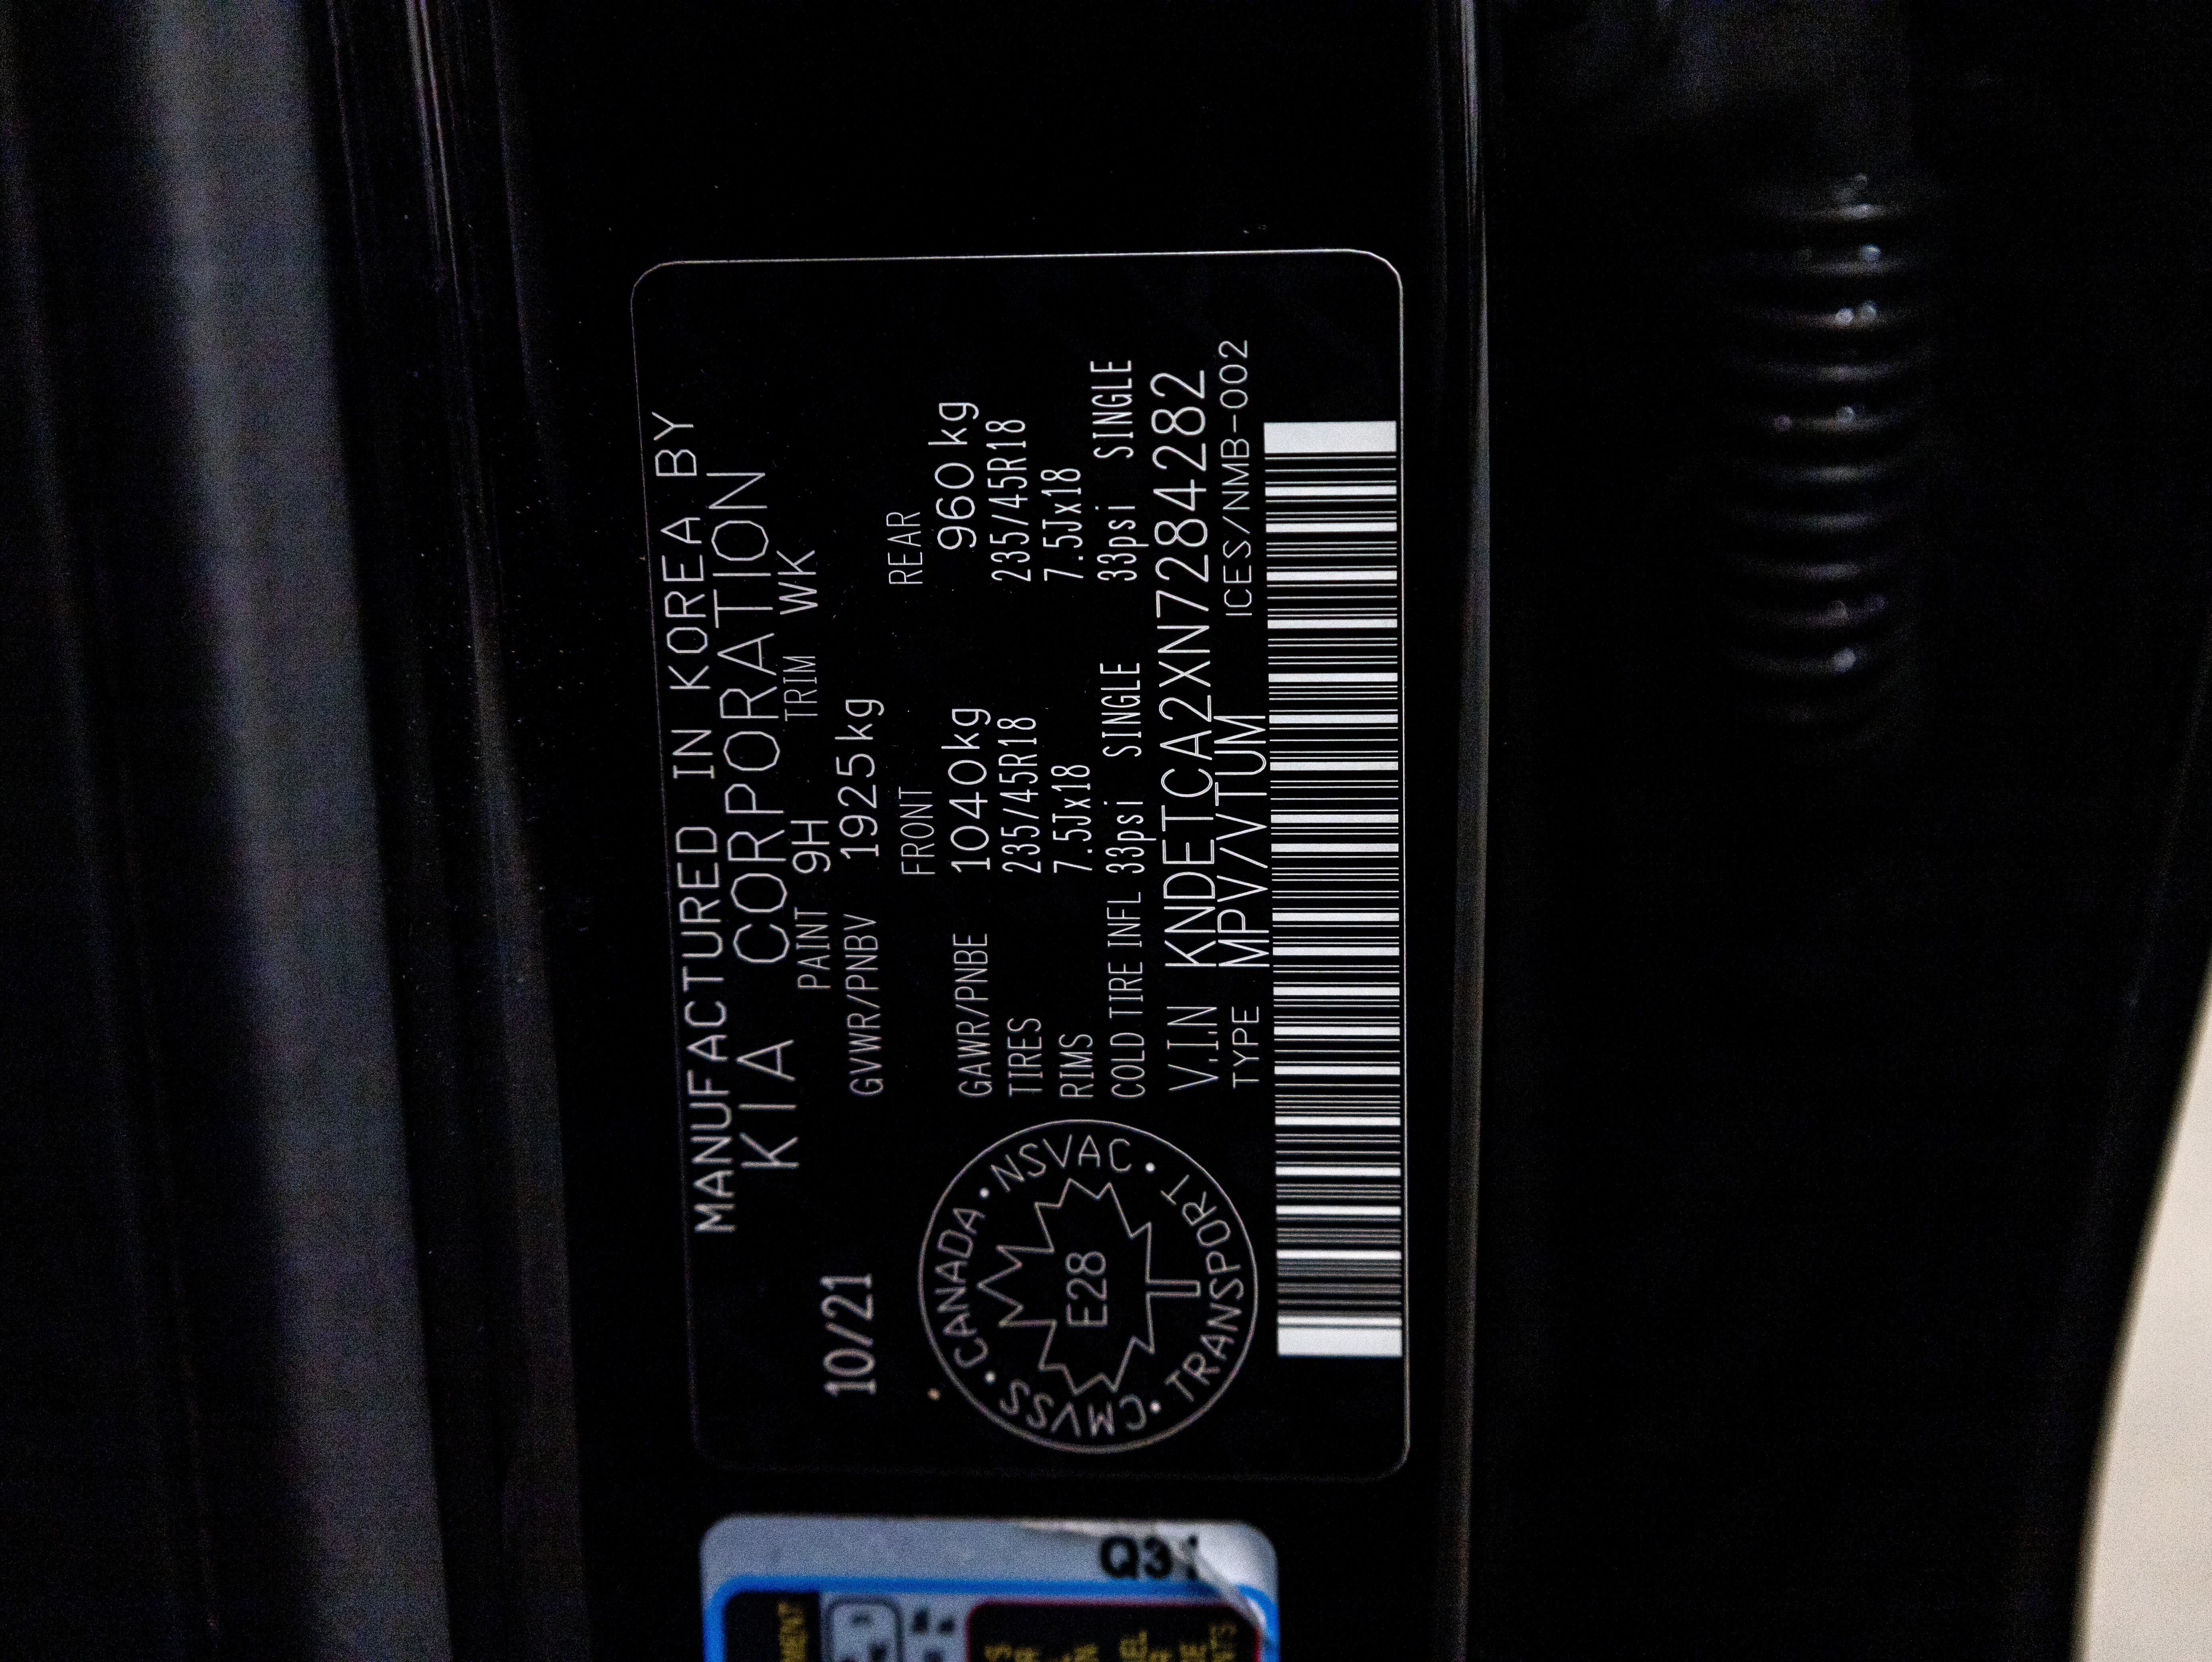 MANUFACTURED IN KOREA BY
KIA CORPORATION
10/21 PAINT 9H TRIM WK
GVWR/PNBV 1925kg
FRONT REAR
GAWR/PNBE 1040kg 960kg
TIRES 235/45R18 235/45R18
RIMS 7.5Jx18 7.5Jx18
COLD TIRE INFL 33psi SINGLE 33psi SINGLE
V.I.N KNDETCA2XN7284282
TYPE MPV/VTUM ICES/NMB-002
CMVSS • CANADA • NSVAC • TRANSPORT •
E28
Q31